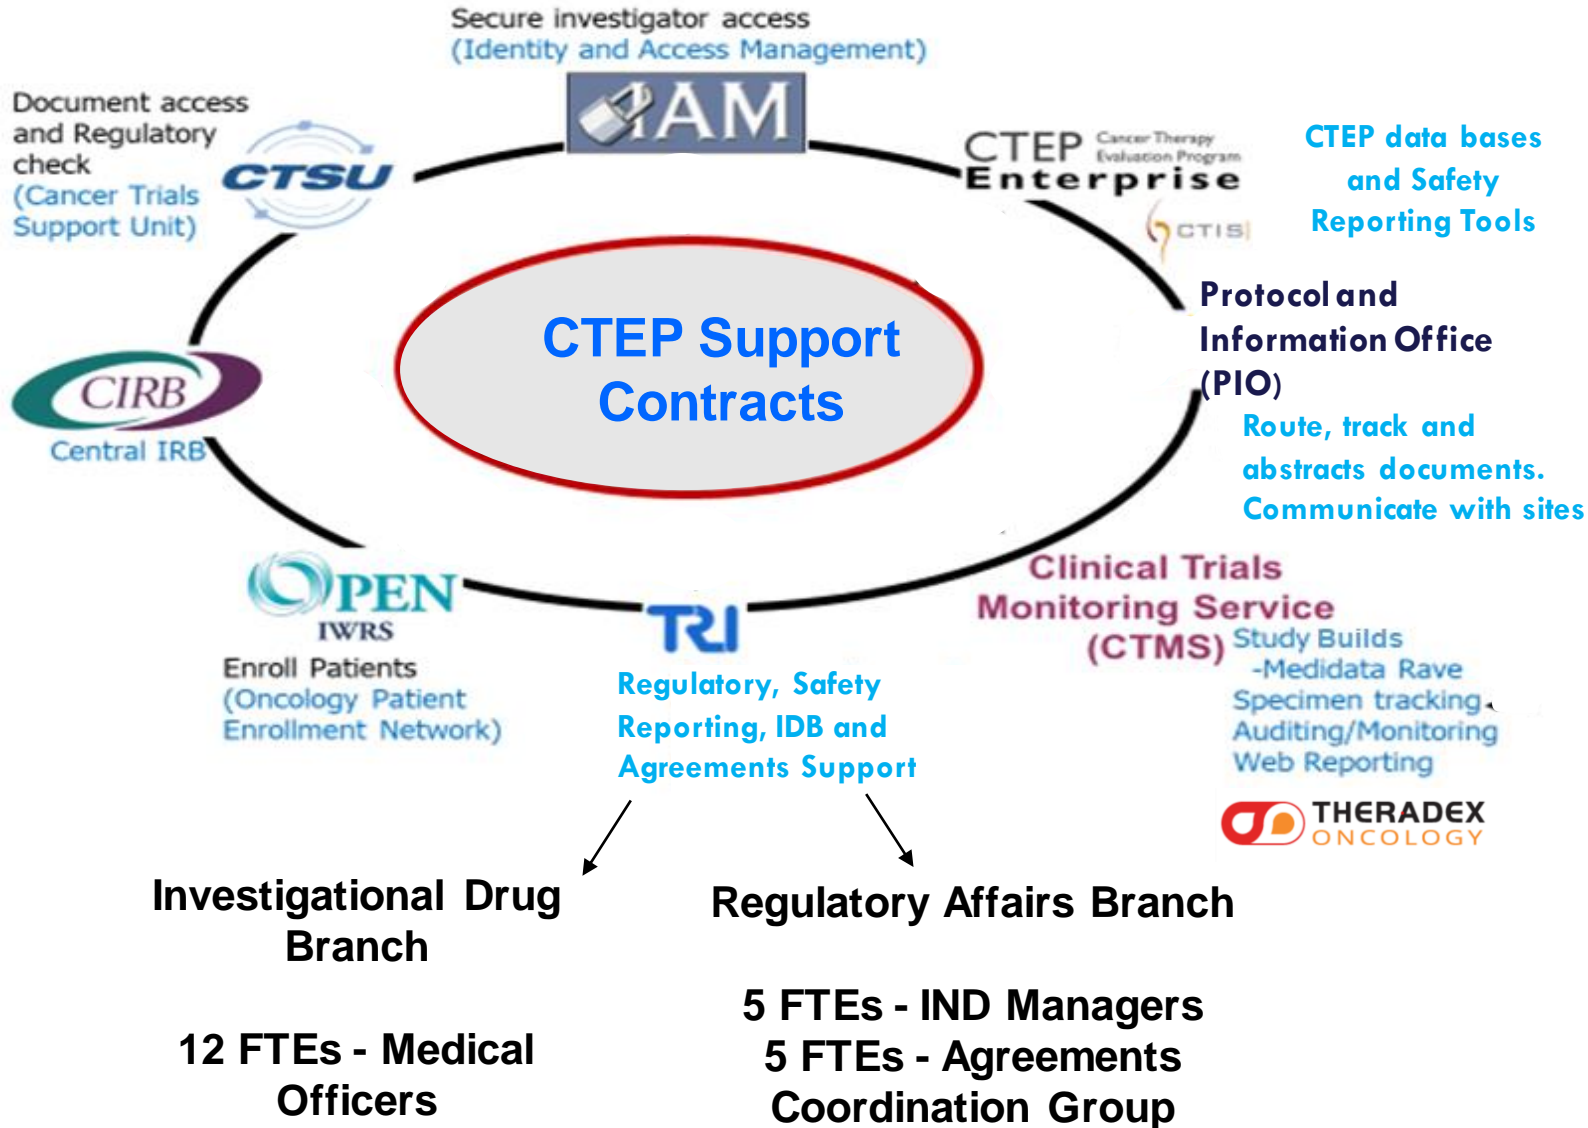 Secure investigator access
(Identity and Access Management)
IAM
Document access
and Regulatory
check
(Cancer Trials
Support Unit)
CTSU
CTEP Cancer Therapy
Evaluation Program
Enterprise
CTIS
CTEP data bases
and Safety
Reporting Tools
CTEP Support
Contracts
Protocol and
Information Office
(PIO)
Route, track and
abstracts documents.
Communicate with sites
CIRB
Central IRB
OPEN
IWRS
Enroll Patients
(Oncology Patient
Enrollment Network)
TRI
Regulatory, Safety
Reporting, IDB and
Agreements Support
Clinical Trials
Monitoring Service
(CTMS)
Study Builds
-Medidata Rave
Specimen tracking
Auditing/Monitoring
Web Reporting
THERADEX
ONCOLOGY
Investigational Drug
Branch
12 FTEs - Medical
Officers
Regulatory Affairs Branch
5 FTEs - IND Managers
5 FTEs - Agreements
Coordination Group